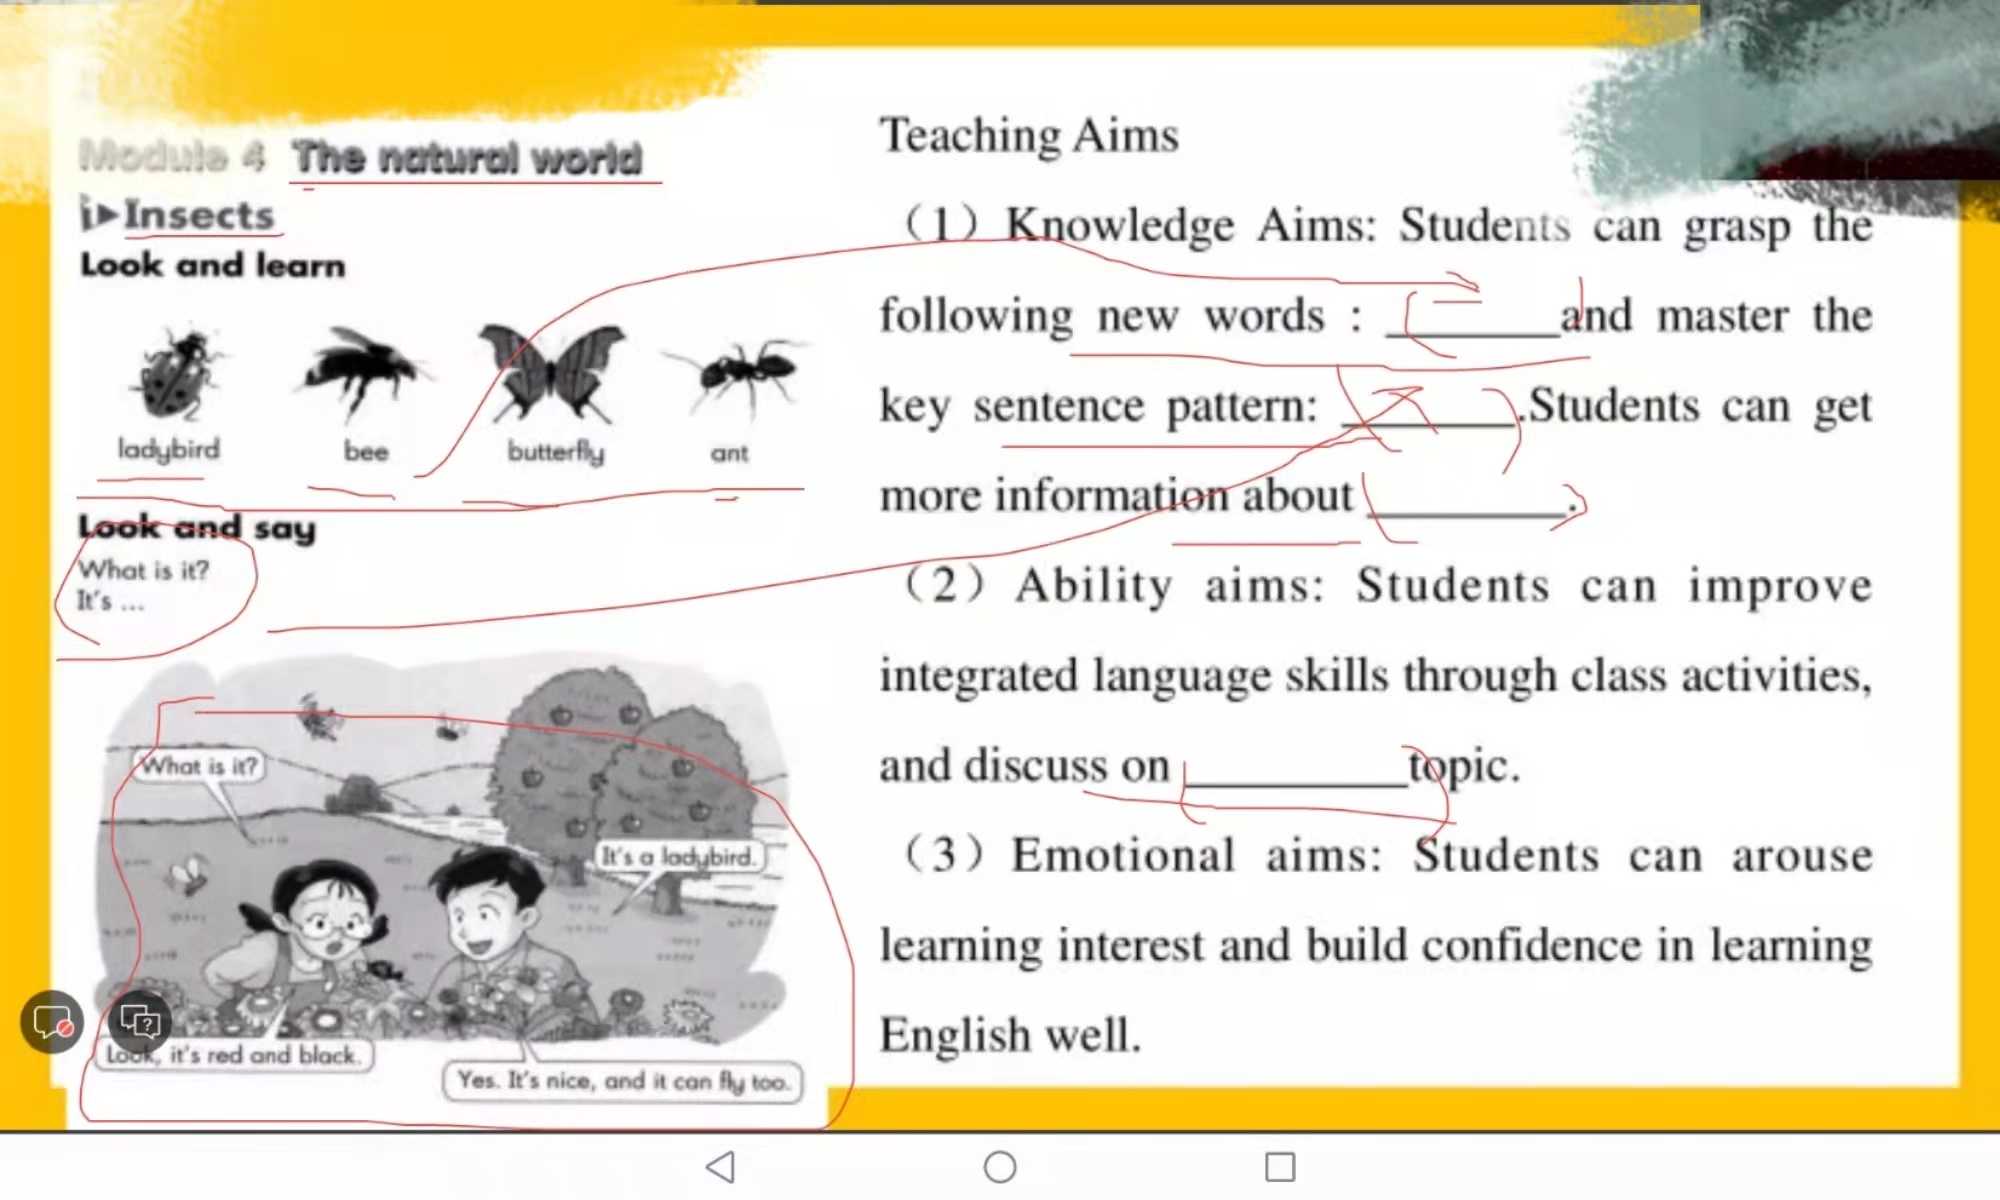 Module 4 The natural world
Insects
Look and learn
ladybird bee butterfly ant
Look and say
What is it?
It's ...
What is it?
It's a ladybird.
Look, it's red and black.
Yes. It's nice, and it can fly too.
Teaching Aims
（1）Knowledge Aims: Students can grasp the
following new words : ________and master the
key sentence pattern: ________.Students can get
more information about ________.
（2）Ability aims: Students can improve
integrated language skills through class activities,
and discuss on ________topic.
（3）Emotional aims: Students can arouse
learning interest and build confidence in learning
English well.